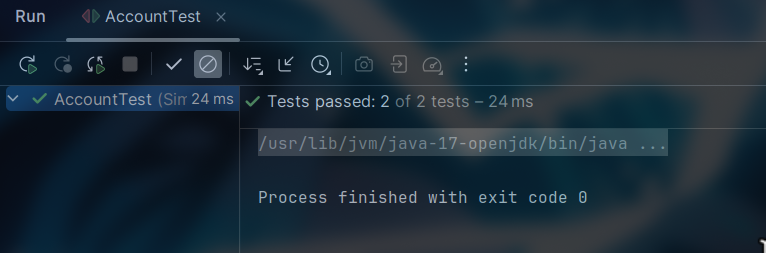 Run AccountTest
AccountTest (Sim 24 ms
Tests passed: 2 of 2 tests – 24 ms
/usr/lib/jvm/java-17-openjdk/bin/java ...
Process finished with exit code 0